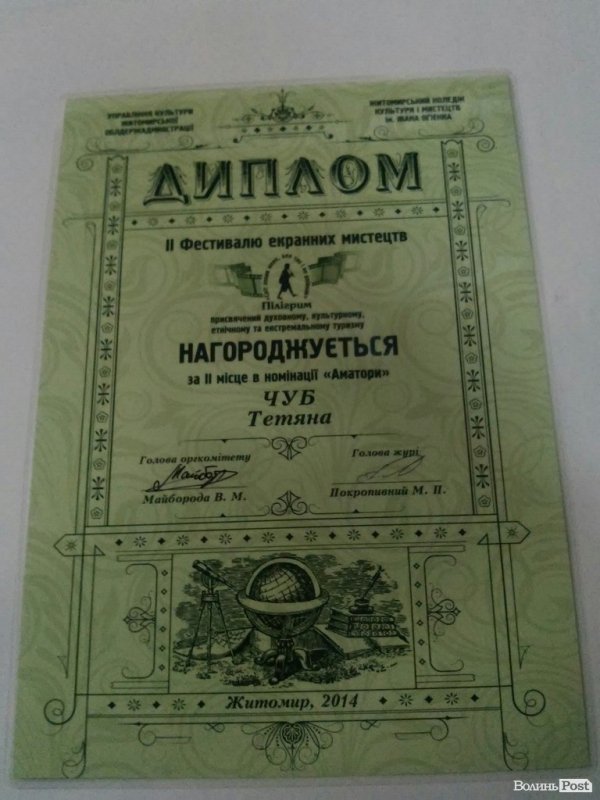 УПРАВЛІННЯ КУЛЬТУРИ
ЖИТОМИРСЬКОЇ
ОБЛДЕРЖАДМІНІСТРАЦІЇ
ЖИТОМИРСЬКИЙ КОЛЕДЖ
КУЛЬТУРИ І МИСТЕЦТВ
ім. ІВАНА ОГІЄНКА
ДИПЛОМ
ІІ Фестивалю екранних мистецтв
Пілігрим
присвячений духовному, культурному,
етнічному та екстремальному туризму
НАГОРОДЖУЄТЬСЯ
за ІІ місце в номінації «Аматори»
ЧУБ
Тетяна
Голова оргкомітету
Голова журі
Майборода В. М.
Покропивний М. П.
Житомир, 2014
ВолиньPost